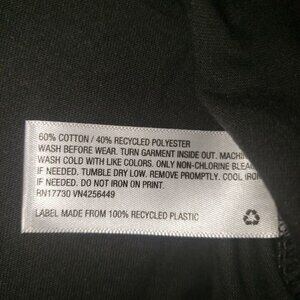 60% COTTON / 40% RECYCLED POLYESTER
WASH BEFORE WEAR. TURN GARMENT INSIDE OUT. MACHIN
WASH COLD WITH LIKE COLORS. ONLY NON-CHLORINE BLEAC
IF NEEDED. TUMBLE DRY LOW. REMOVE PROMPTLY. COOL IRON
IF NEEDED. DO NOT IRON ON PRINT.
RN17730 VN4256449
LABEL MADE FROM 100% RECYCLED PLASTIC